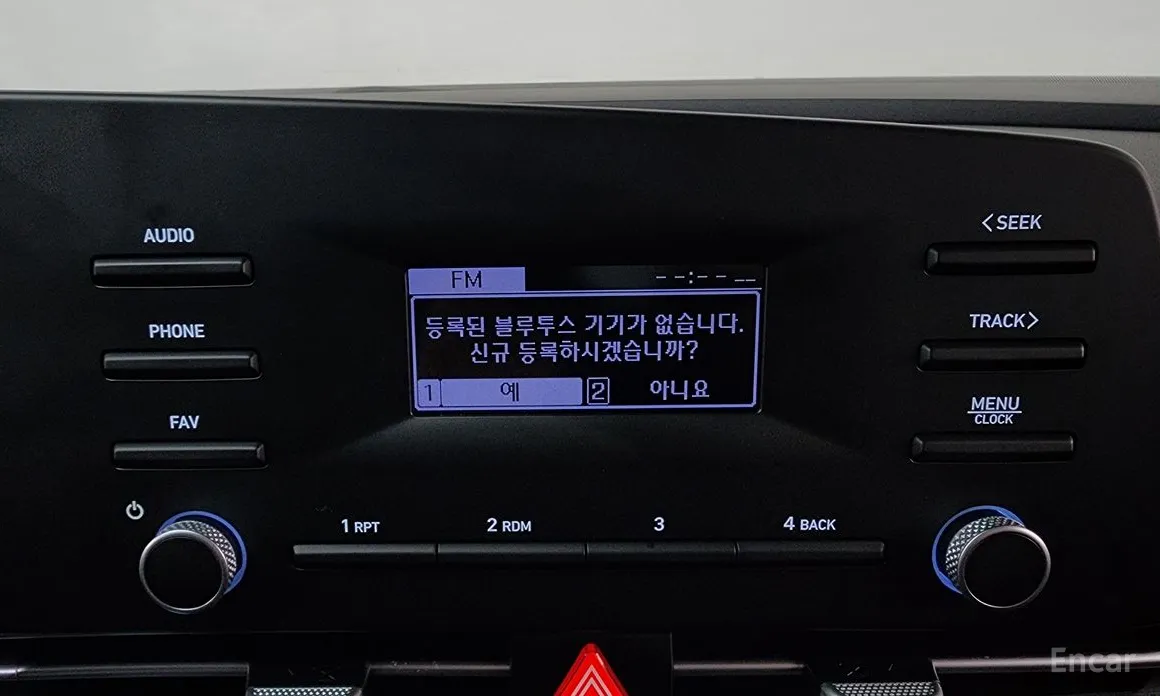 AUDIO
PHONE
FAV
FM --:-- --
등록된 블루투스 기기가 없습니다.
신규 등록하시겠습니까?
1 예 2 아니요
<SEEK
TRACK>
MENU
CLOCK
1 RPT 2 RDM 3 4 BACK
Encar